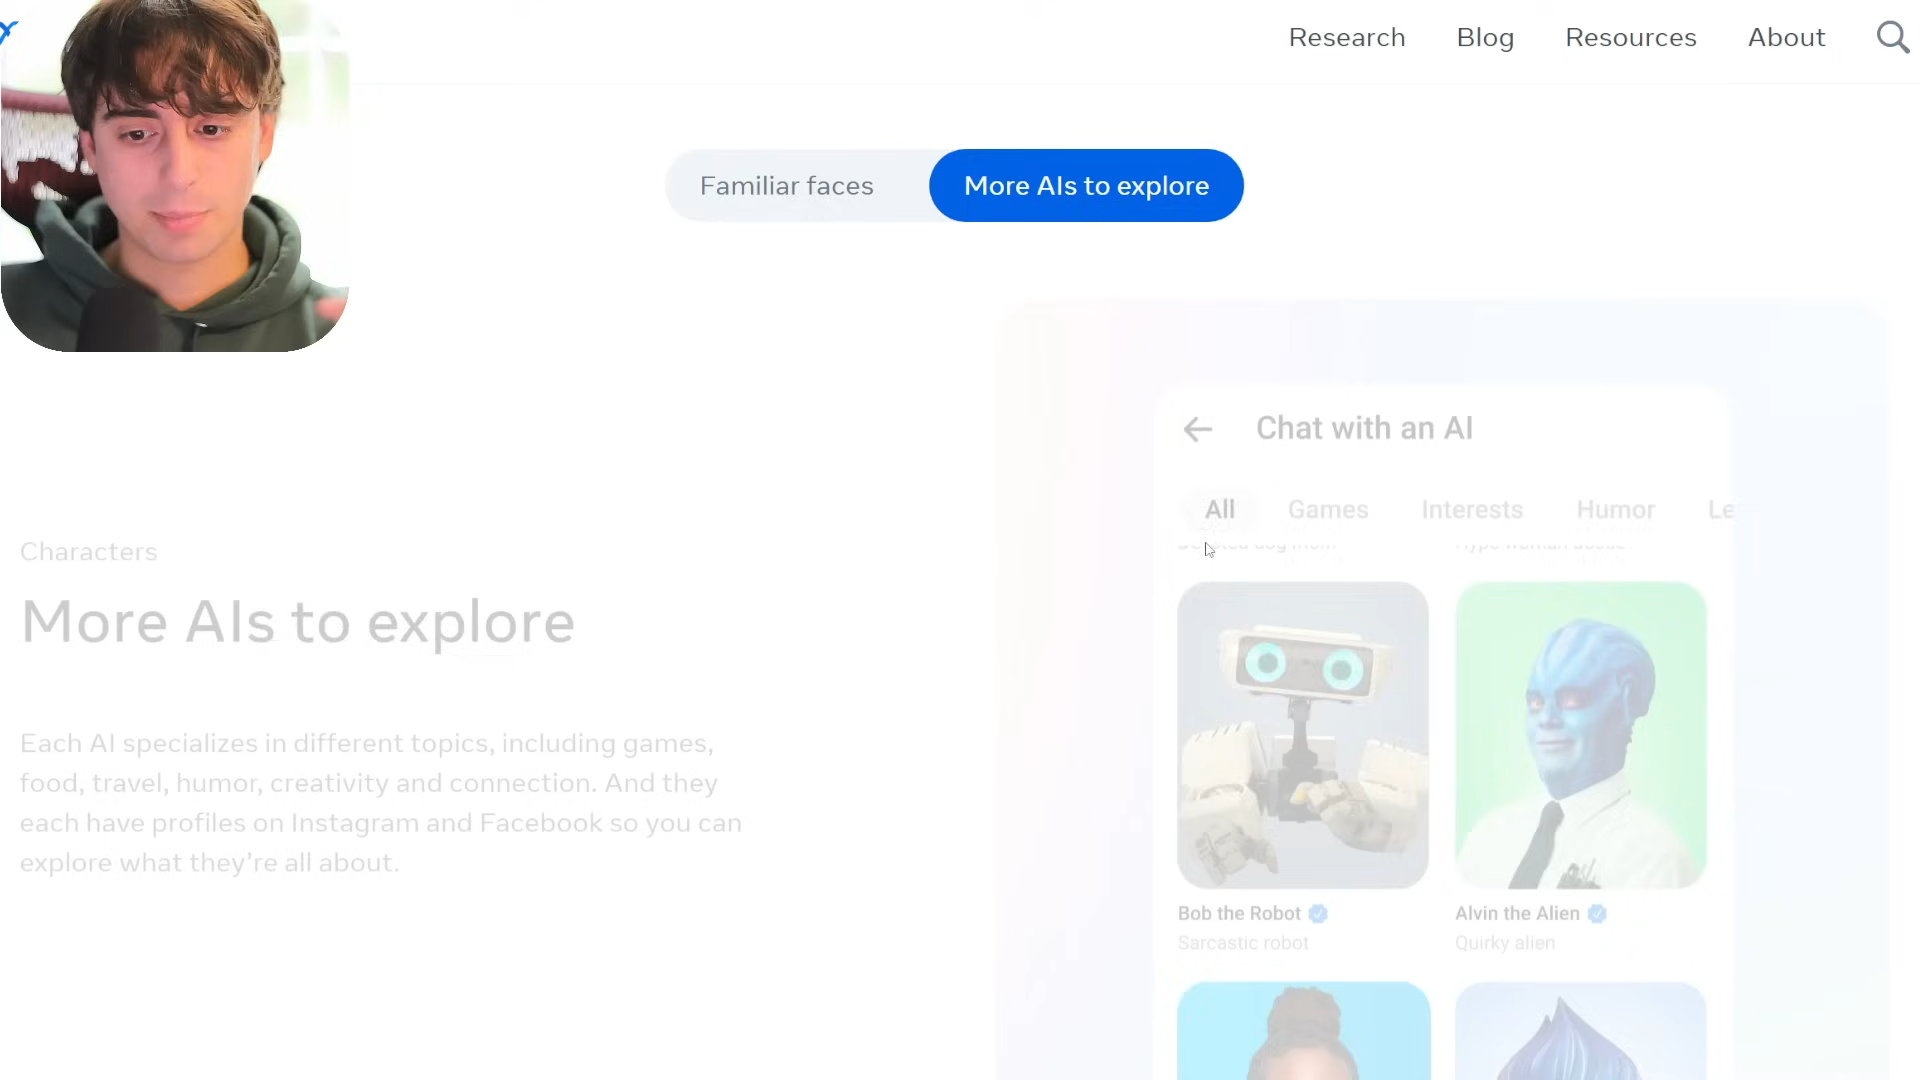 Research Blog Resources About
Familiar faces More AIs to explore
Chat with an AI
All Games Interests Humor Le
Characters
More AIs to explore
Each AI specializes in different topics, including games,
food, travel, humor, creativity and connection. And they
each have profiles on Instagram and Facebook so you can
explore what they’re all about.
Bob the Robot Alvin the Alien
Sarcastic robot Quirky alien